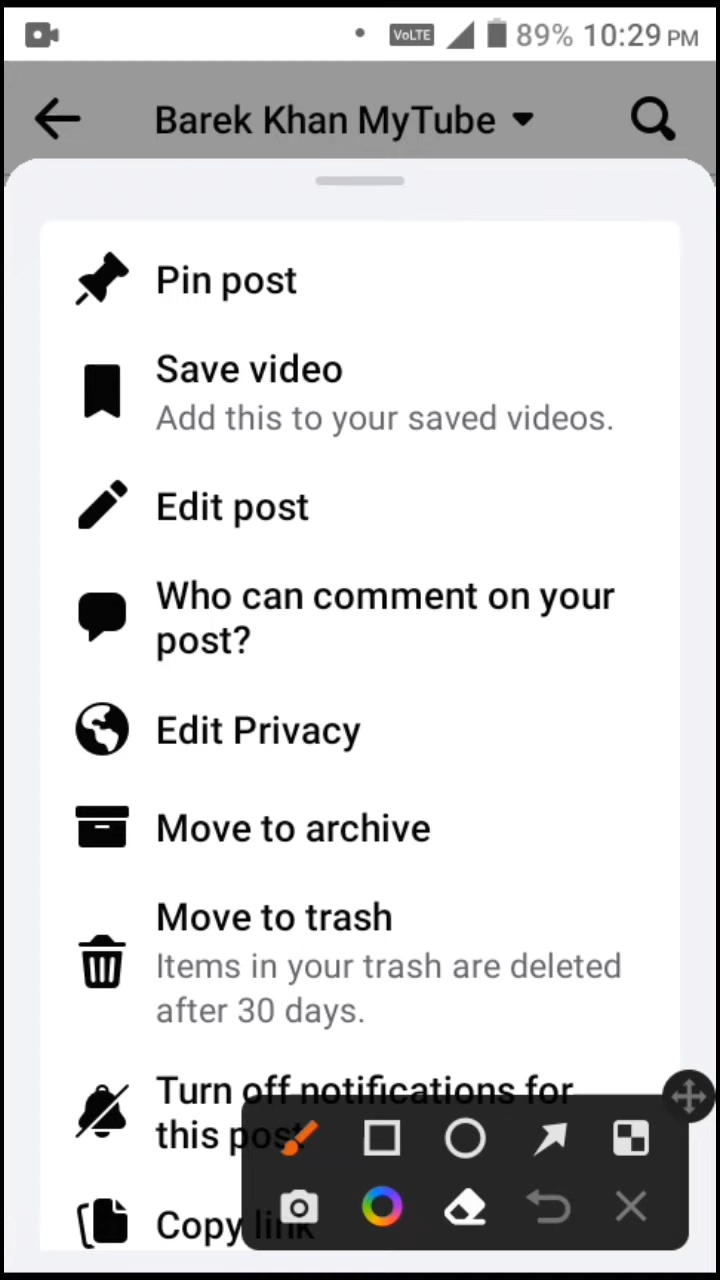 VoLTE 89% 10:29 PM
Barek Khan MyTube
Pin post
Save video
Add this to your saved videos.
Edit post
Who can comment on your
post?
Edit Privacy
Move to archive
Move to trash
Items in your trash are deleted
after 30 days.
Turn off notifications for
this post
Copy link